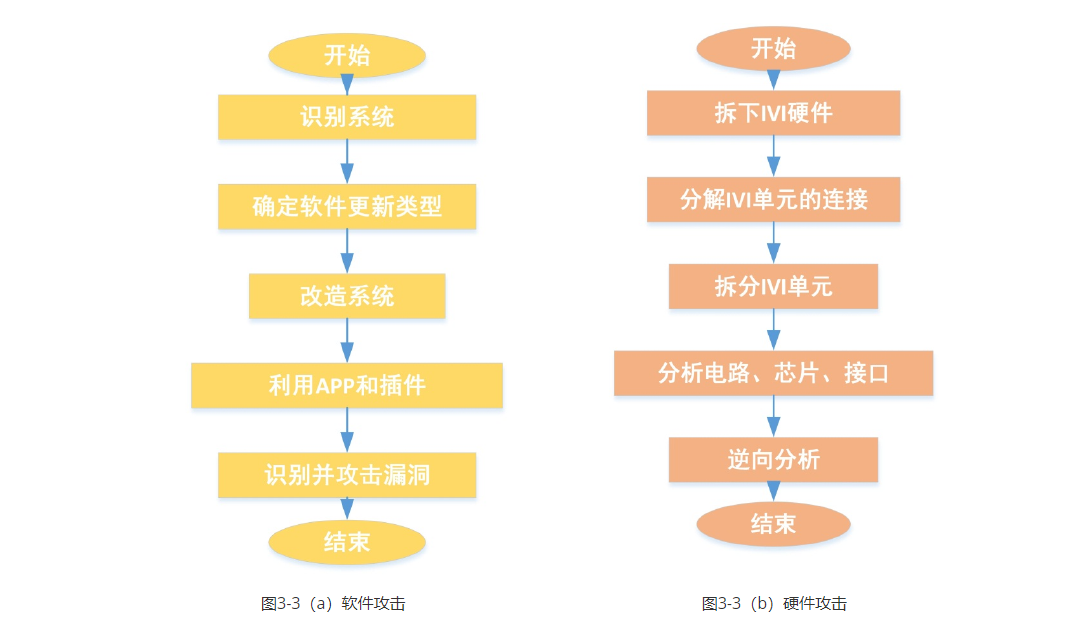 开始
识别系统
确定软件更新类型
改造系统
利用APP和插件
识别并攻击漏洞
结束
图3-3（a）软件攻击
开始
拆下IVI硬件
分解IVI单元的连接
拆分IVI单元
分析电路、芯片、接口
逆向分析
结束
图3-3（b）硬件攻击